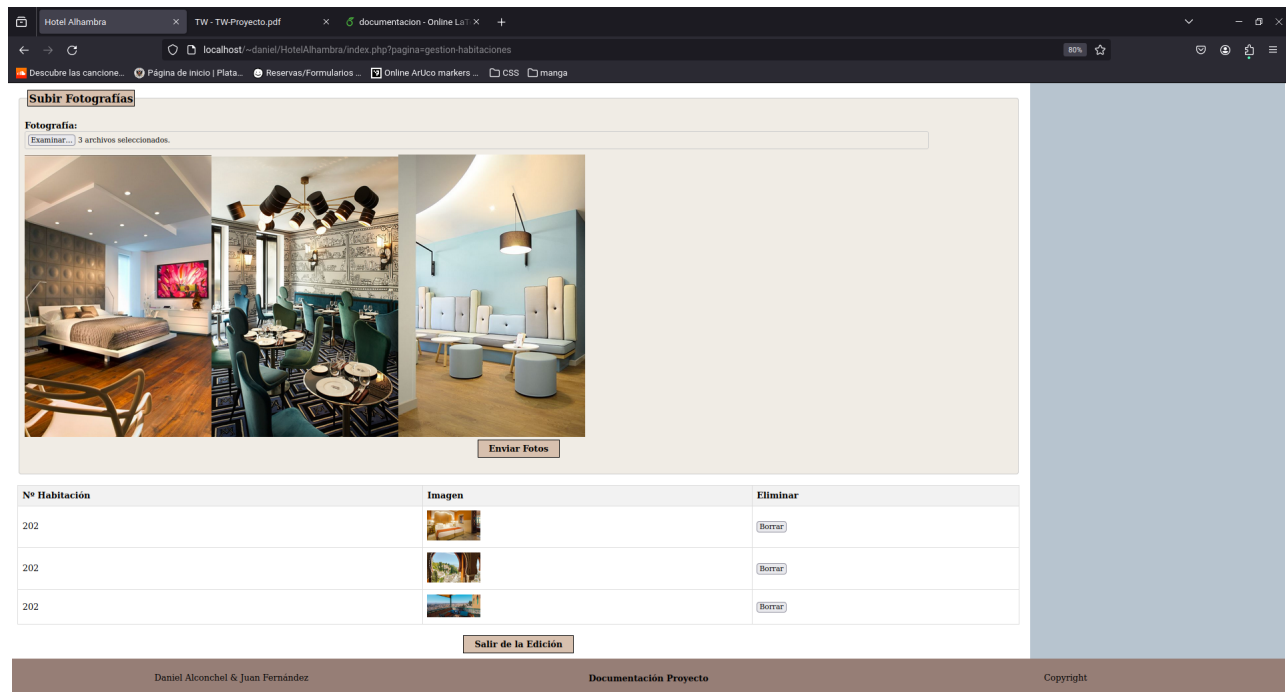 Hotel Alhambra
TW - TW-Proyecto.pdf
documentacion - Online LaT
localhost/~daniel/HotelAlhambra/index.php?pagina=gestion-habitaciones
80%
Descubre las cancione... Página de inicio | Plata... Reservas/Formularios ... Online ArUco markers ... CSS manga
Subir Fotografías
Fotografía:
Examinar... 3 archivos seleccionados.
Enviar Fotos
Nº Habitación Imagen Eliminar
202 Borrar
202 Borrar
202 Borrar
Salir de la Edición
Daniel Alconchel & Juan Fernández Documentación Proyecto Copyright